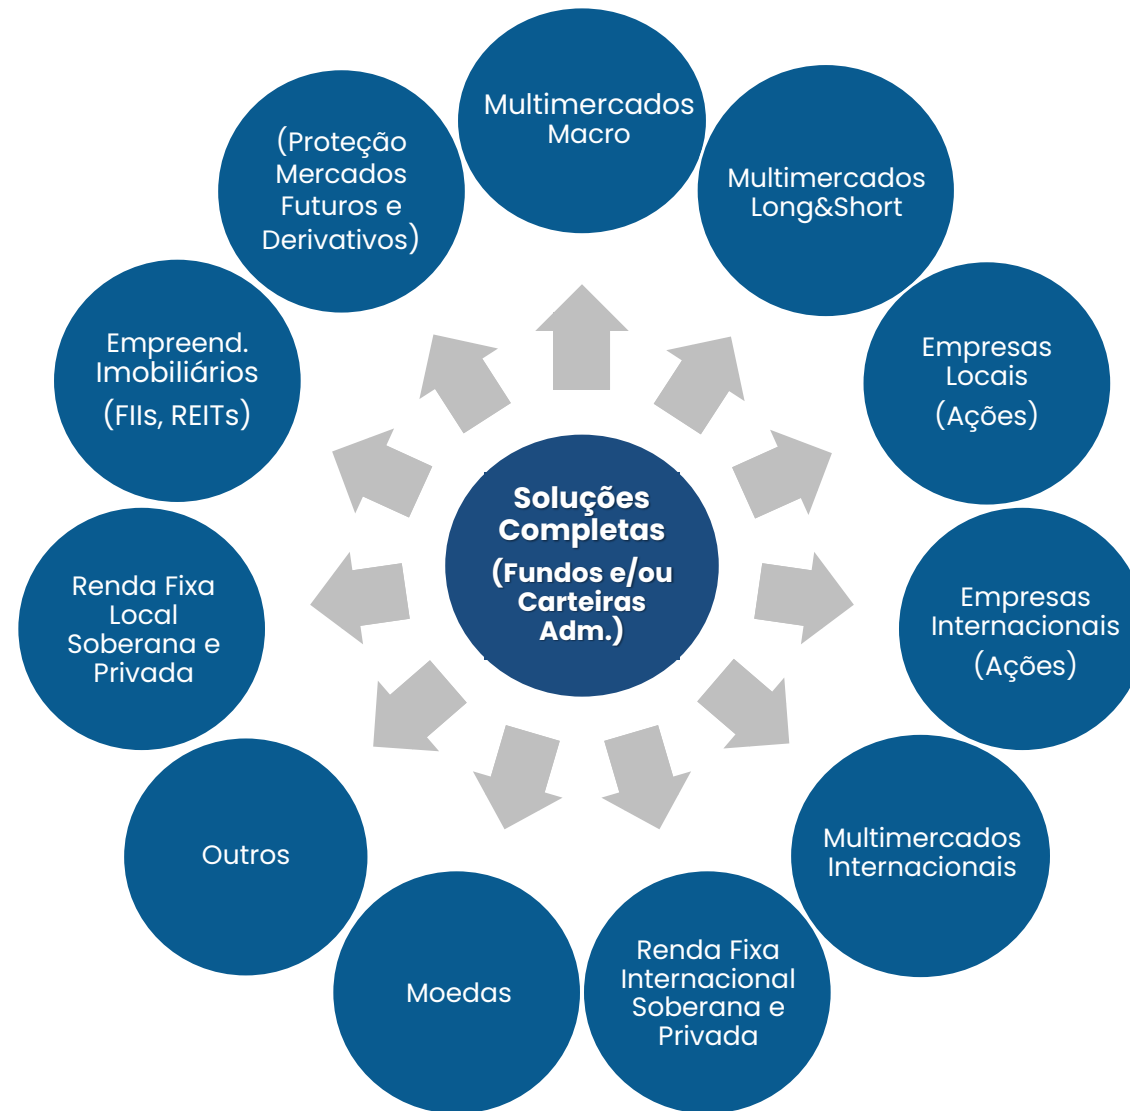 Multimercados
Macro
Multimercados
Long&Short
Empresas
Locais
(Ações)
Empresas
Internacionais
(Ações)
Multimercados
Internacionais
Renda Fixa
Internacional
Soberana e
Privada
Moedas
Outros
Renda Fixa
Local
Soberana e
Privada
Empreend.
Imobiliários
(FIIs, REITs)
(Proteção
Mercados
Futuros e
Derivativos)
Soluções
Completas
(Fundos e/ou
Carteiras
Adm.)